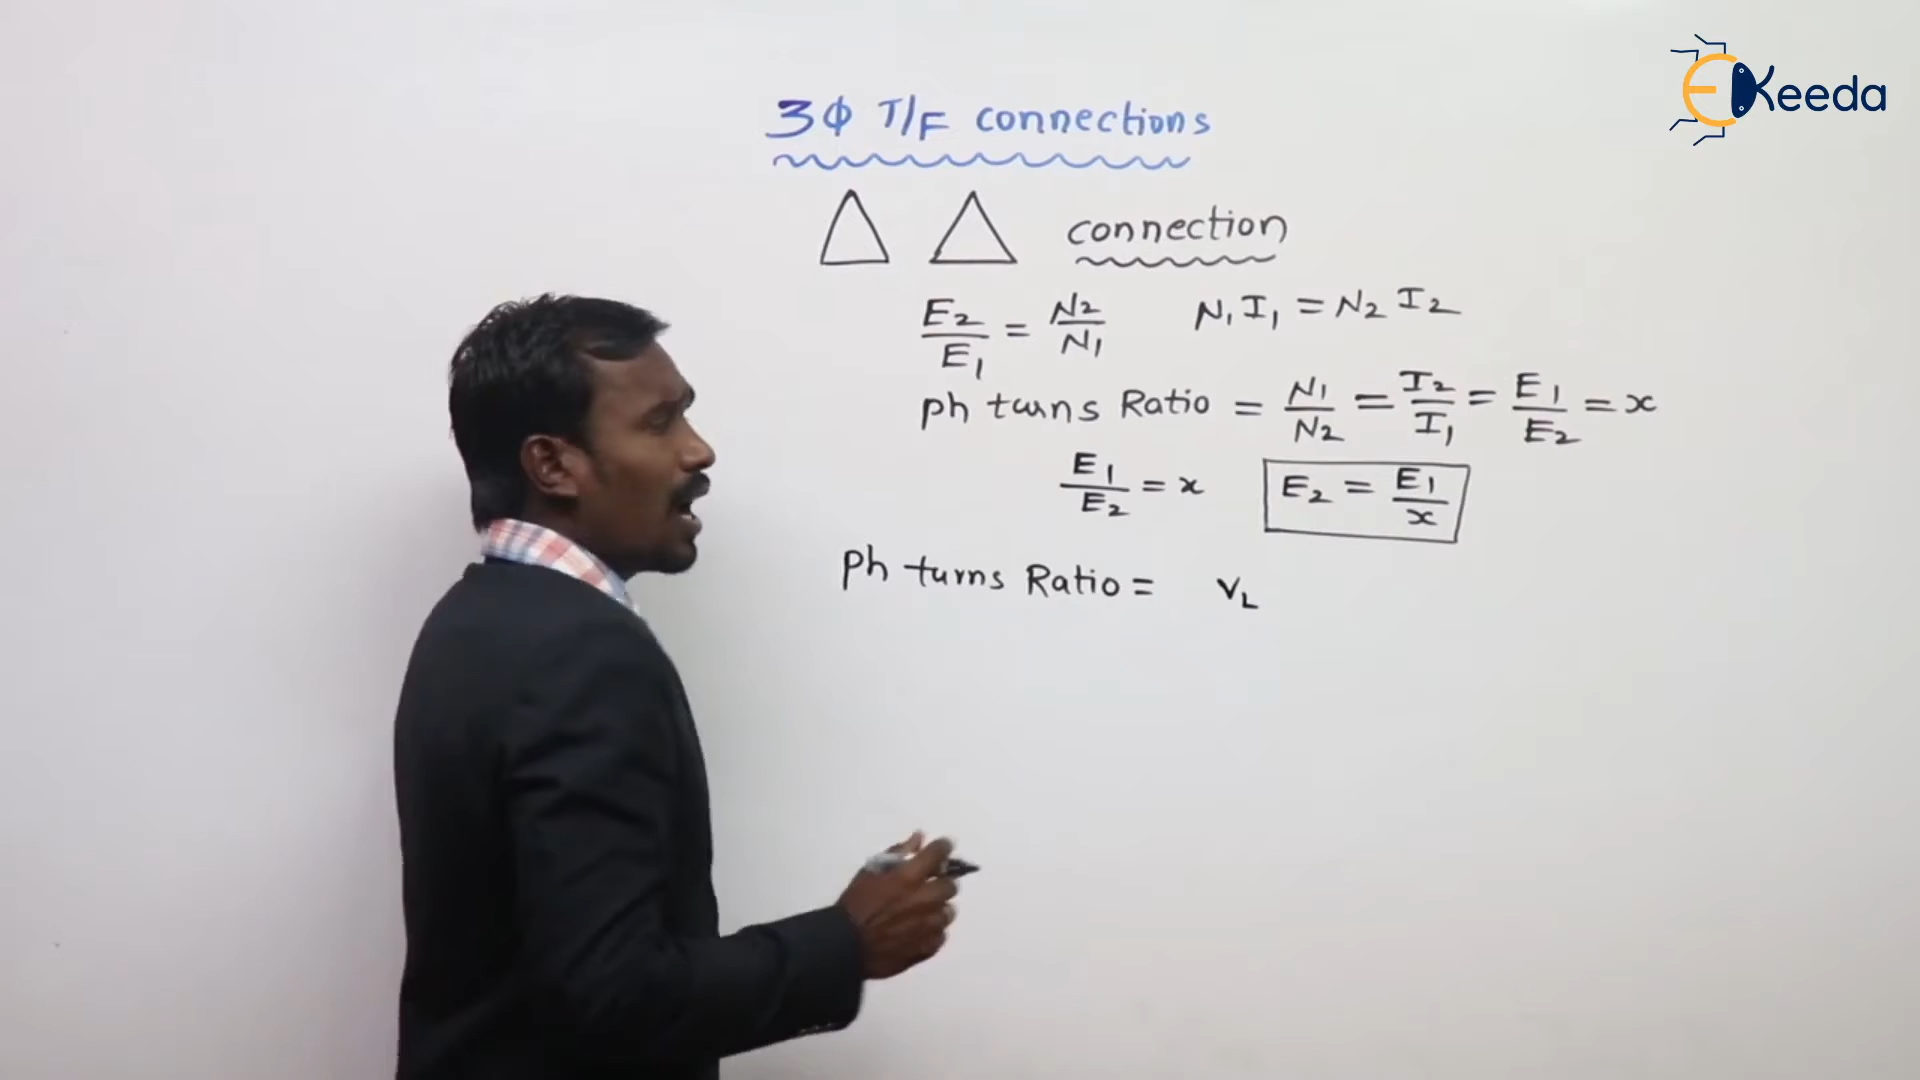 EKeeda
3Φ T/F connections
△ △ connection
E2/E1 = N2/N1 N1 I1 = N2 I2
ph turns Ratio = N1/N2 = I2/I1 = E1/E2 = x
E1/E2 = x E2 = E1/x
Ph turns Ratio = VL